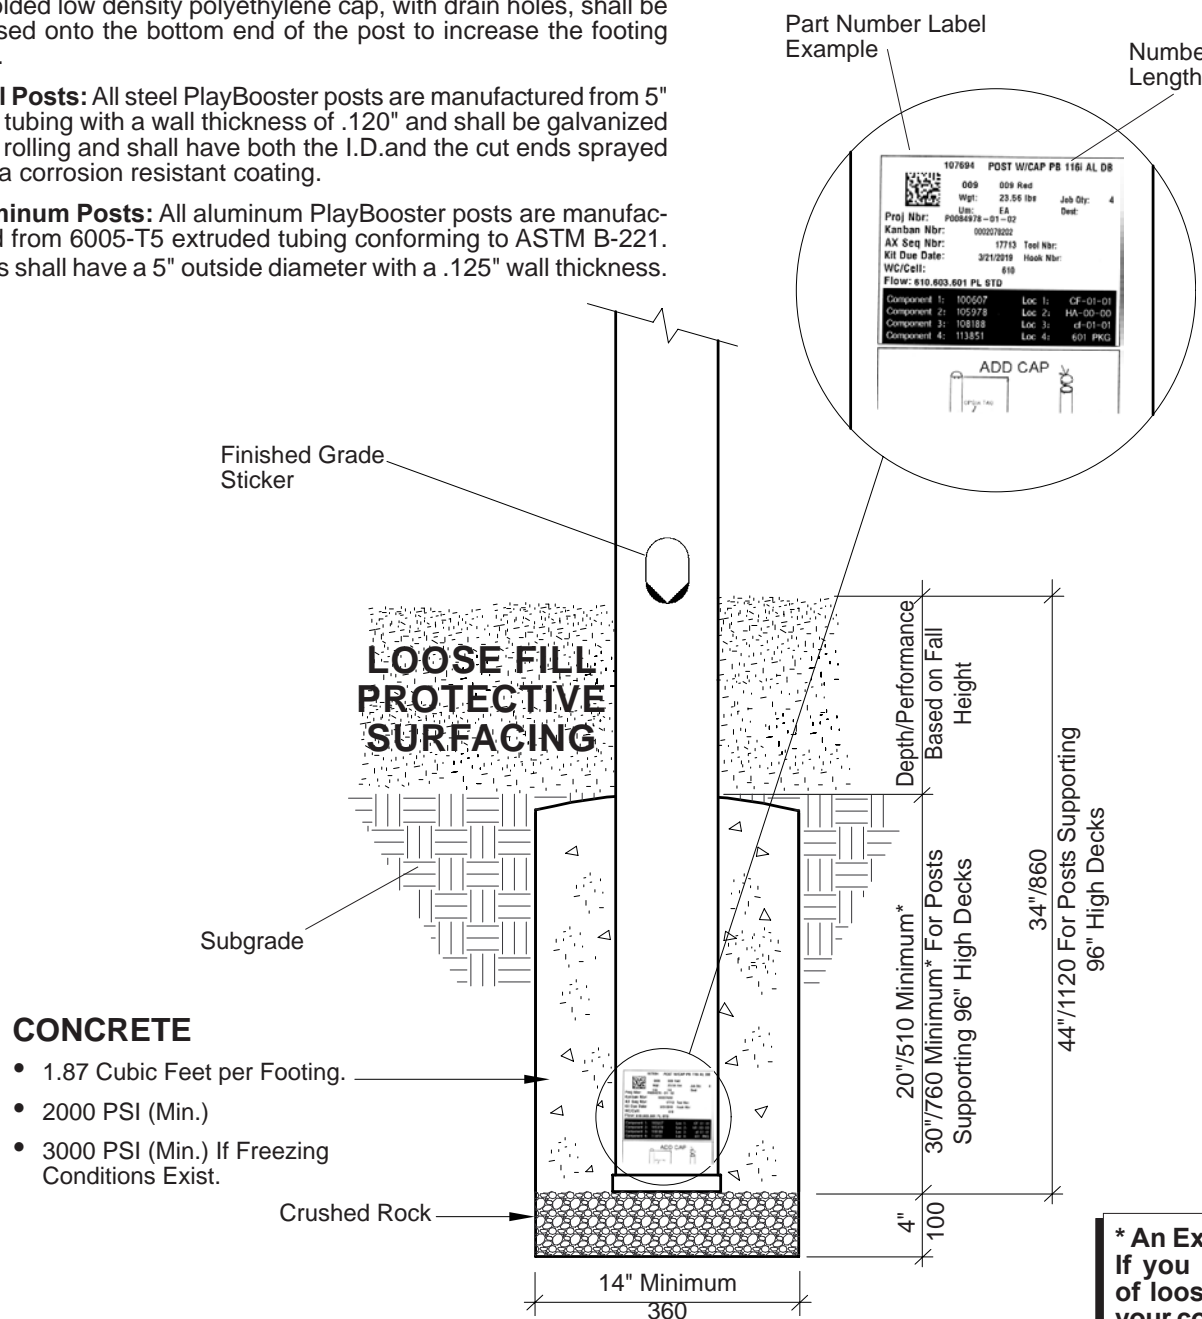 olded low density polyethylene cap, with drain holes, shall be
sed onto the bottom end of the post to increase the footing
.
l Posts: All steel PlayBooster posts are manufactured from 5"
tubing with a wall thickness of .120" and shall be galvanized
rolling and shall have both the I.D.and the cut ends sprayed
a corrosion resistant coating.
minum Posts: All aluminum PlayBooster posts are manufac-
d from 6005-T5 extruded tubing conforming to ASTM B-221.
s shall have a 5" outside diameter with a .125" wall thickness.
Part Number Label
Example
Numbe
Length
107694 POST W/CAP PB 116i AL DB
009 009 Red
Wgt: 23.56 lbs Job Qty: 4
Um: EA Dest:
Proj Nbr: P0084978-01-02
Kanban Nbr: 0002078202
AX Seq Nbr: 17713 Tool Nbr:
Kit Due Date: 3/21/2019 Hook Nbr:
WC/Cell: 610
Flow: 610.603.601 PL STD
Component 1: 100607 Loc 1: CF-01-01
Component 2: 105978 Loc 2: HA-00-00
Component 3: 108188 Loc 3: cl-01-01
Component 4: 113851 Loc 4: 601 PKG
ADD CAP
Finished Grade
Sticker
LOOSE FILL
PROTECTIVE
SURFACING
Depth/Performance
Based on Fall
Height
Subgrade
20"/510 Minimum*
30"/760 Minimum* For Posts
Supporting 96" High Decks
34"/860
44"/1120 For Posts Supporting
96" High Decks
CONCRETE
• 1.87 Cubic Feet per Footing.
• 2000 PSI (Min.)
• 3000 PSI (Min.) If Freezing
Conditions Exist.
ADD CAP
Crushed Rock
4"
100
14" Minimum
360
* An Ex
If you
of loos
your co